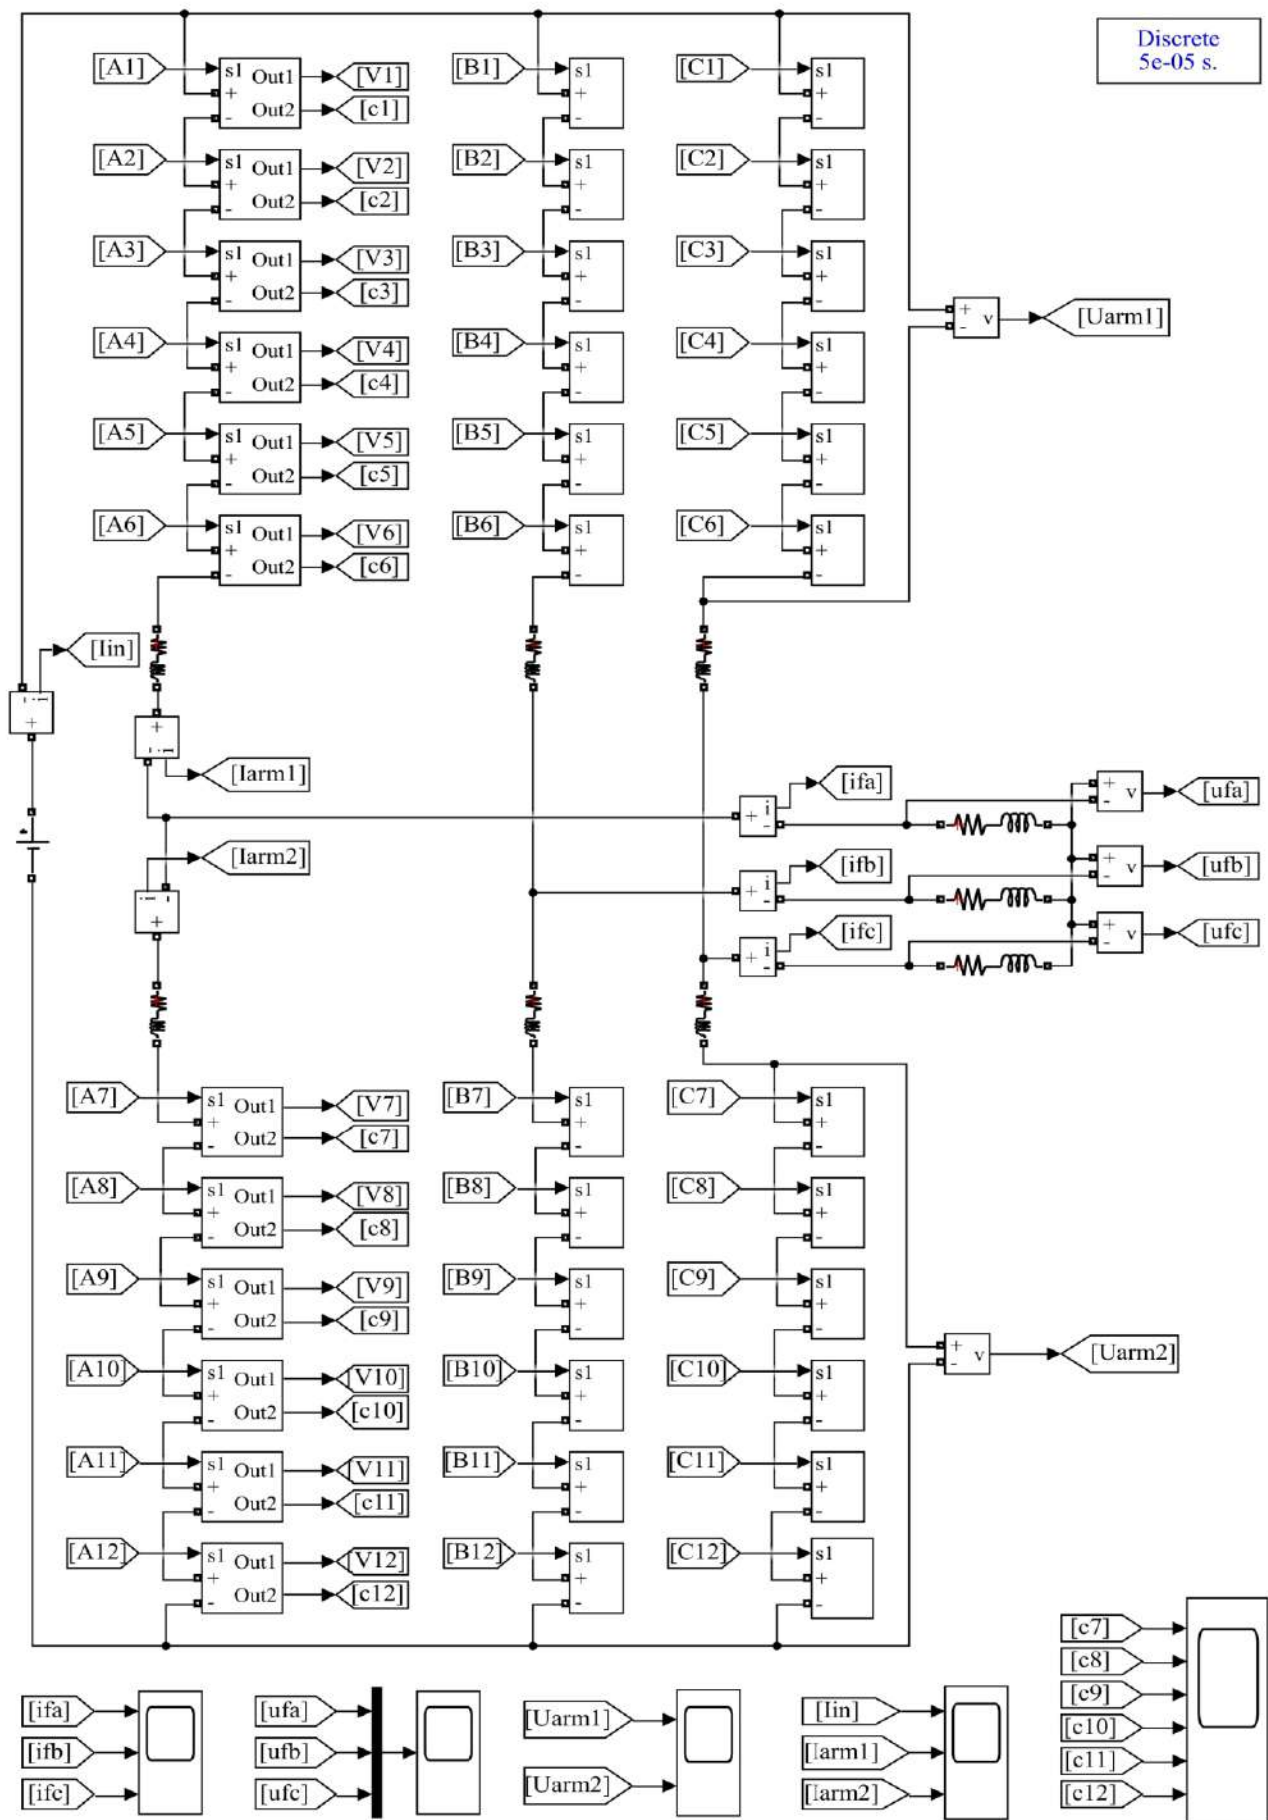 Discrete
5e-05 s.
[A1] s1 Out1 [V1] [B1] s1 [C1] s1
+ Out2 [c1] + +
- - -
[A2] s1 Out1 [V2] [B2] s1 [C2] s1
+ Out2 [c2] + +
- - -
[A3] s1 Out1 [V3] [B3] s1 [C3] s1
+ Out2 [c3] + +
- - -
+ v [Uarm1]
-
[A4] s1 Out1 [V4] [B4] s1 [C4] s1
+ Out2 [c4] + +
- - -
[A5] s1 Out1 [V5] [B5] s1 [C5] s1
+ Out2 [c5] + +
- - -
[A6] s1 Out1 [V6] [B6] s1 [C6] s1
+ Out2 [c6] + +
- - -
[Iin]
- i
+
+
- i
[Iarm1]
[ifa]
+ i -
+ v [ufa]
-
[Iarm2]
i -
+
[ifb]
+ i -
+ v [ufb]
-
[ifc]
+ i -
+ v [ufc]
-
[A7] s1 Out1 [V7] [B7] s1 [C7] s1
+ Out2 [c7] + +
- - -
[A8] s1 Out1 [V8] [B8] s1 [C8] s1
+ Out2 [c8] + +
- - -
[A9] s1 Out1 [V9] [B9] s1 [C9] s1
+ Out2 [c9] + +
- - -
+ v [Uarm2]
-
[A10] s1 Out1 [V10] [B10] s1 [C10] s1
+ Out2 [c10] + +
- - -
[A11] s1 Out1 [V11] [B11] s1 [C11] s1
+ Out2 [c11] + +
- - -
[A12] s1 Out1 [V12] [B12] s1 [C12] s1
+ Out2 [c12] + +
- - -
[ifa]
[ifb]
[ifc]
[ufa]
[ufb]
[ufc]
[Uarm1]
[Uarm2]
[Iin]
[Iarm1]
[Iarm2]
[c7]
[c8]
[c9]
[c10]
[c11]
[c12]